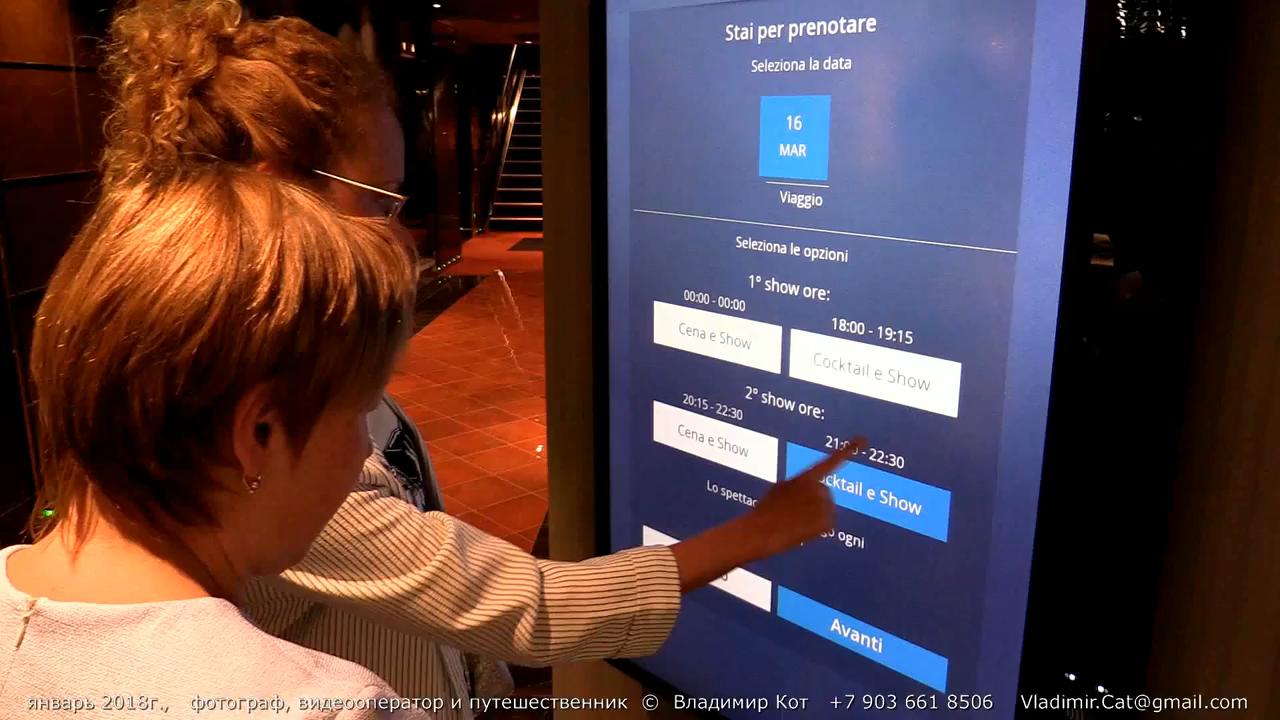 Stai per prenotare
Seleziona la data
16
MAR
Viaggio
Seleziona le opzioni
1° show ore:
00:00 - 00:00
18:00 - 19:15
Cena e Show
Cocktail e Show
2° show ore:
20:15 - 22:30
- 22:30
Cena e Show
e Show
Lo
ogni
Avanti
январь 2018г., фотограф, видеооператор и путешественник © Владимир Кот +7 903 661 8506 Vladimir.Cat@gmail.com